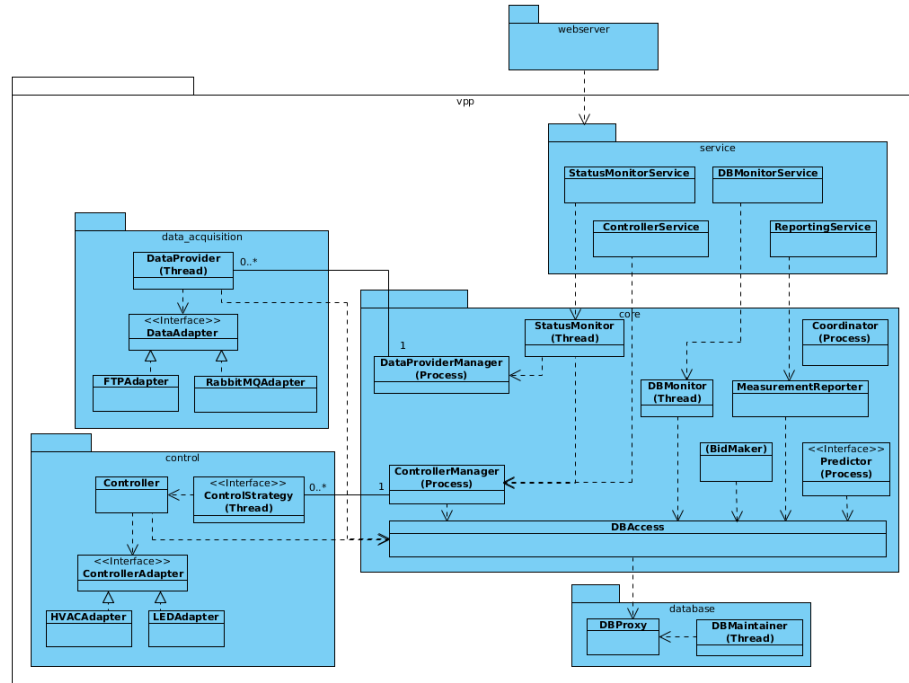 webserver
vpp
service
StatusMonitorService
DBMonitorService
ControllerService
ReportingService
data_acquisition
DataProvider
(Thread)
0..*
<<Interface>>
DataAdapter
FTPAdapter
RabbitMQAdapter
core
StatusMonitor
(Thread)
Coordinator
(Process)
1
DataProviderManager
(Process)
DBMonitor
(Thread)
MeasurementReporter
(BidMaker)
<<Interface>>
Predictor
(Process)
control
Controller
<<Interface>>
ControlStrategy
(Thread)
0..*
1
ControllerManager
(Process)
DBAccess
<<Interface>>
ControllerAdapter
HVACAdapter
LEDAdapter
database
DBProxy
DBMaintainer
(Thread)